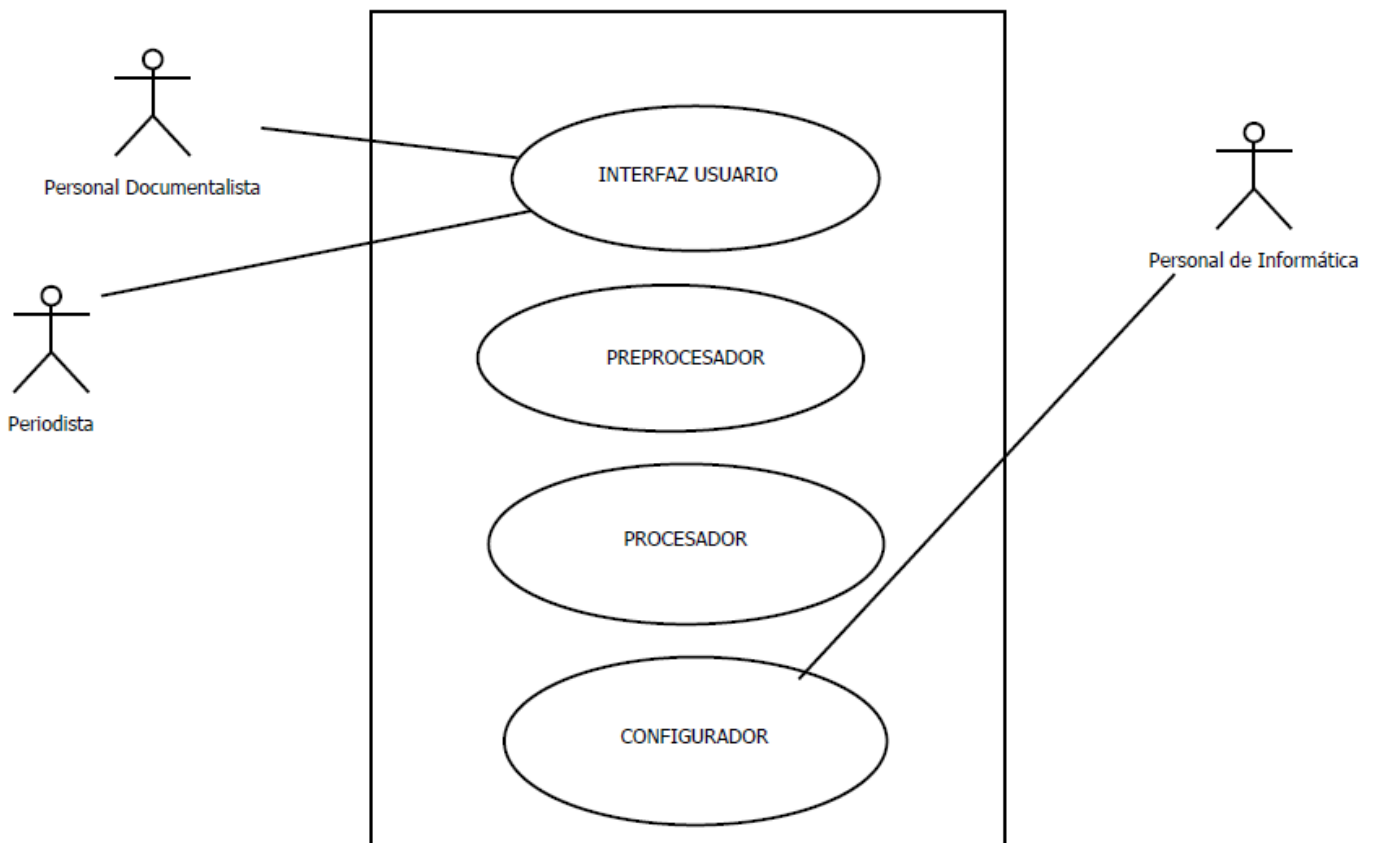 Personal Documentalista
INTERFAZ USUARIO
Personal de Informática
PREPROCESADOR
Periodista
PROCESADOR
CONFIGURADOR